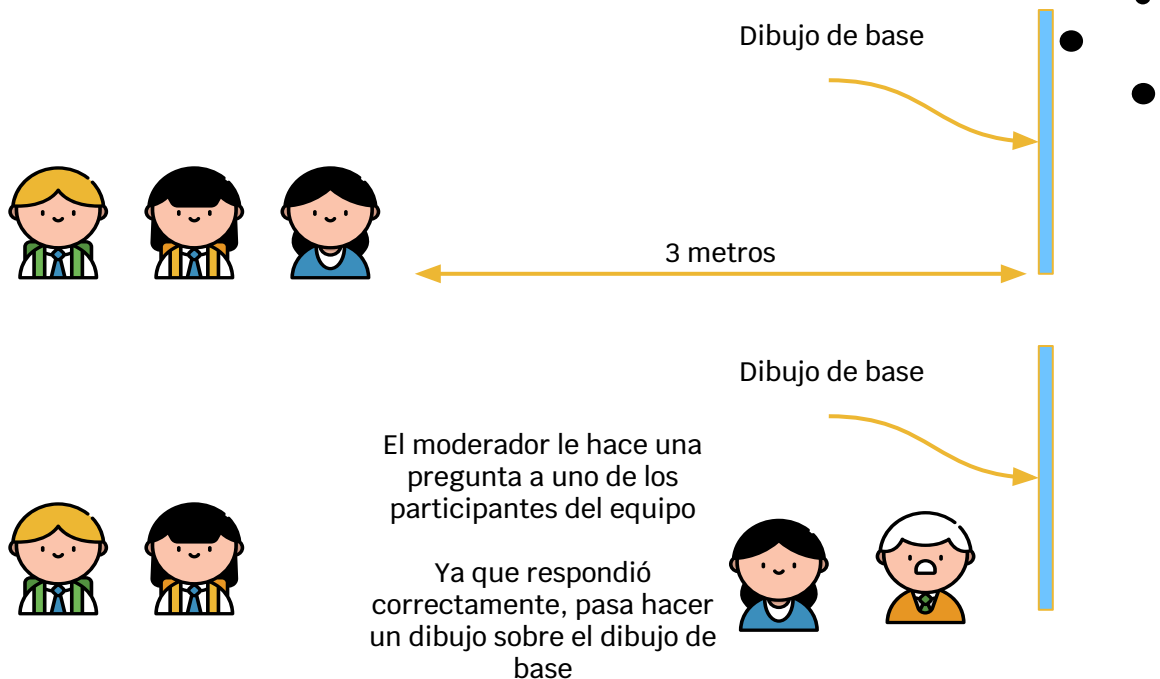 Dibujo de base
3 metros
Dibujo de base
El moderador le hace una
pregunta a uno de los
participantes del equipo
Ya que respondió
correctamente, pasa hacer
un dibujo sobre el dibujo de
base